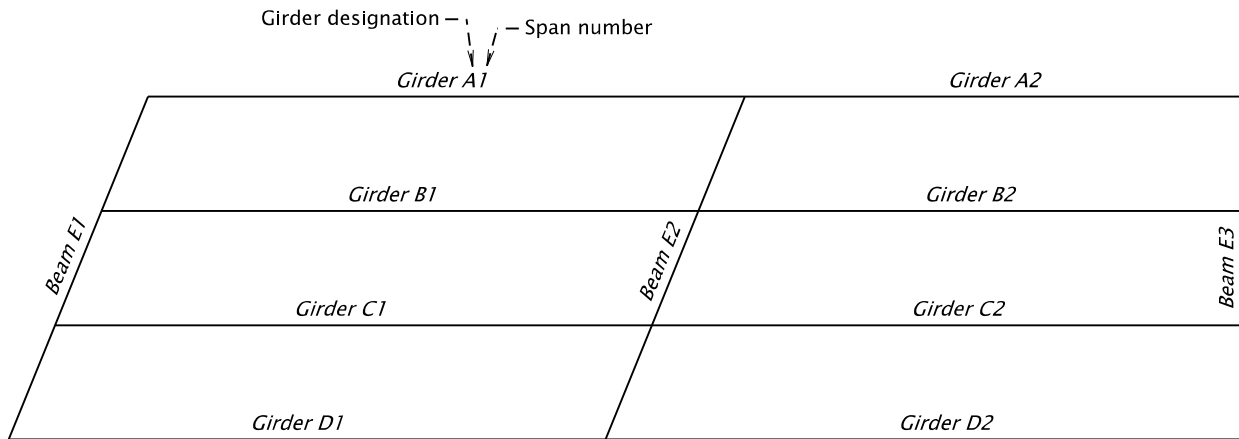 Girder designation
Span number
Girder A1
Girder A2
Girder B1
Girder B2
Beam E1
Beam E2
Beam E3
Girder C1
Girder C2
Girder D1
Girder D2